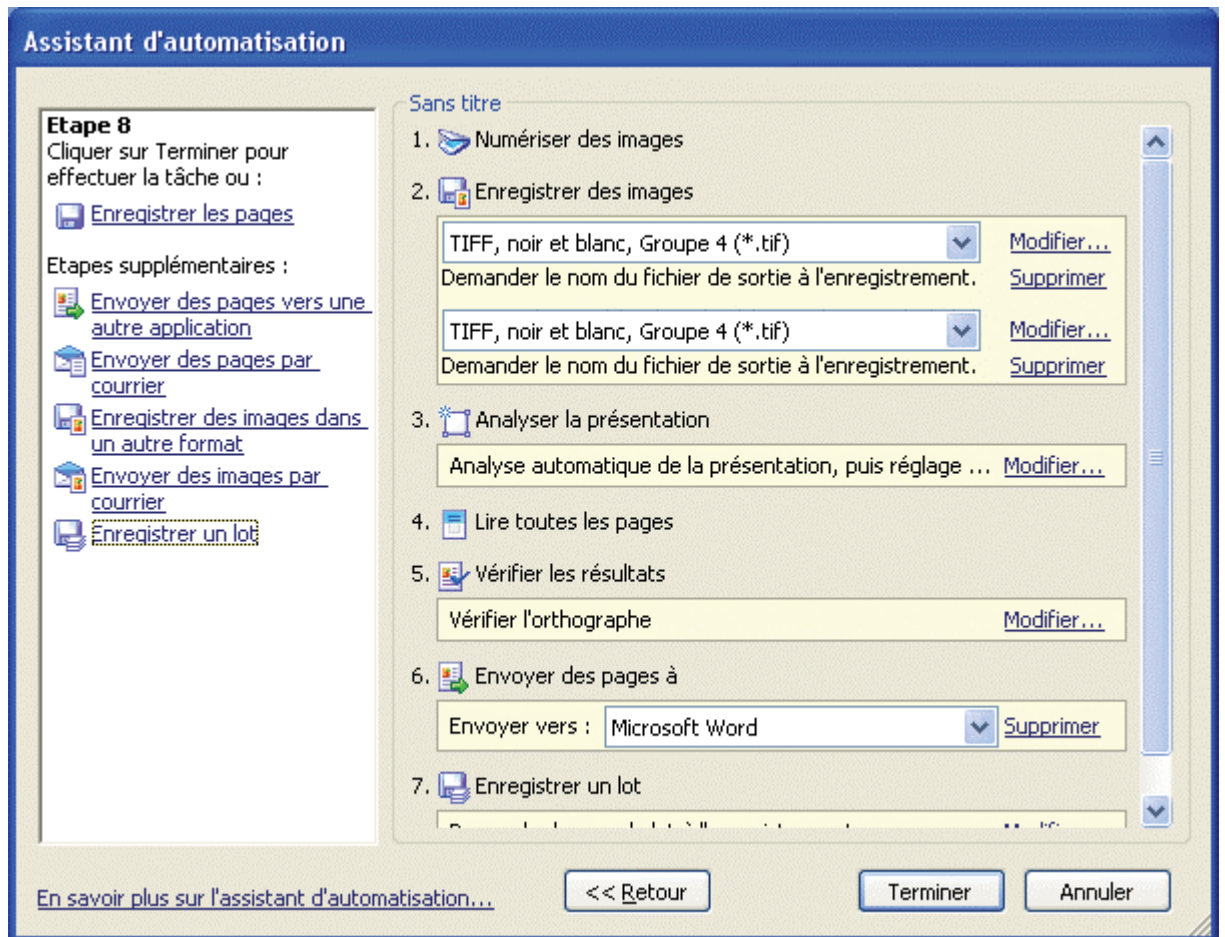 Assistant d'automatisation
Etape 8
Cliquer sur Terminer pour
effectuer la tâche ou :
Enregistrer les pages
Etapes supplémentaires :
Envoyer des pages vers une
autre application
Envoyer des pages par
courrier
Enregistrer des images dans
un autre format
Envoyer des images par
courrier
Enregistrer un lot
Sans titre
1. Numériser des images
2. Enregistrer des images
TIFF, noir et blanc, Groupe 4 (*.tif) Modifier...
Demander le nom du fichier de sortie à l'enregistrement. Supprimer
TIFF, noir et blanc, Groupe 4 (*.tif) Modifier...
Demander le nom du fichier de sortie à l'enregistrement. Supprimer
3. Analyser la présentation
Analyse automatique de la présentation, puis réglage ... Modifier...
4. Lire toutes les pages
5. Vérifier les résultats
Vérifier l'orthographe Modifier...
6. Envoyer des pages à
Envoyer vers : Microsoft Word Supprimer
7. Enregistrer un lot
En savoir plus sur l'assistant d'automatisation...
<< Retour
Terminer
Annuler